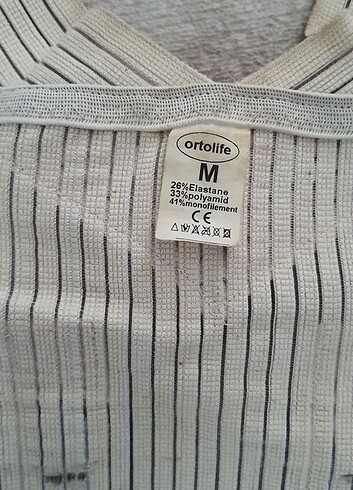 ortolife
M
26%Elastane
33%polyamid
41%monofilement
CE